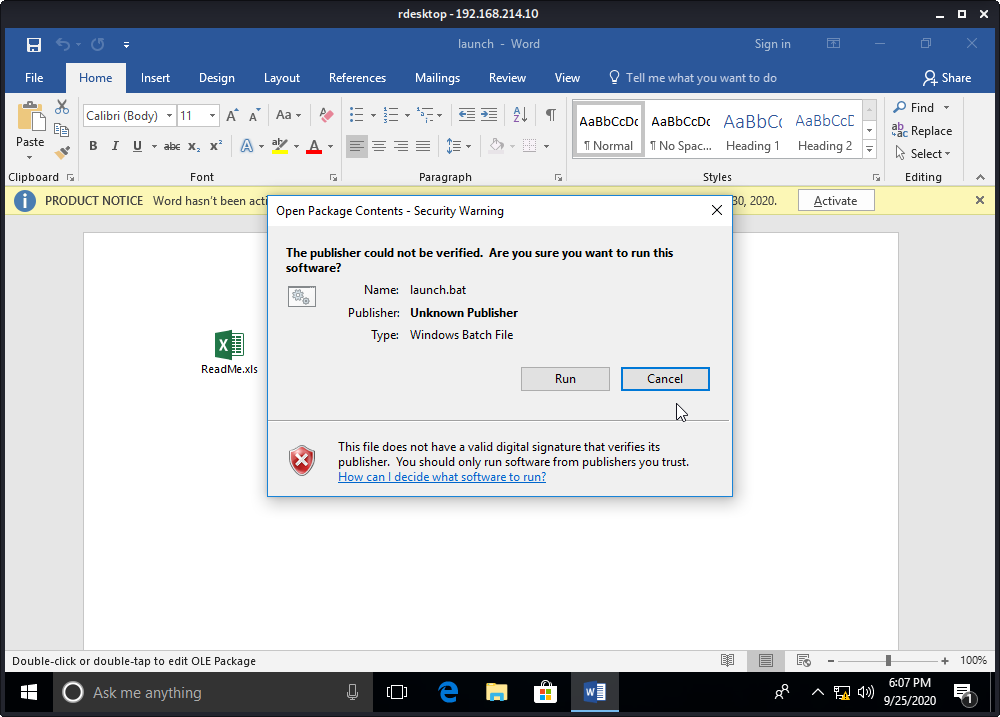 rdesktop - 192.168.214.10
launch - Word
Sign in
File Home Insert Design Layout References Mailings Review View Tell me what you want to do Share
Paste
Calibri (Body) 11 Aa
B I U abc x₂ x² A ab A
AaBbCcDc AaBbCcDc AaBbCc AaBbCcD
¶ Normal ¶ No Spac... Heading 1 Heading 2
Find
Replace
Select
Clipboard Font Paragraph Styles Editing
PRODUCT NOTICE Word hasn't been acti 30, 2020. Activate
Open Package Contents - Security Warning
The publisher could not be verified. Are you sure you want to run this
software?
Name: launch.bat
Publisher: Unknown Publisher
Type: Windows Batch File
Run Cancel
This file does not have a valid digital signature that verifies its
publisher. You should only run software from publishers you trust.
How can I decide what software to run?
ReadMe.xls
Double-click or double-tap to edit OLE Package
100%
Ask me anything
6:07 PM
9/25/2020
1